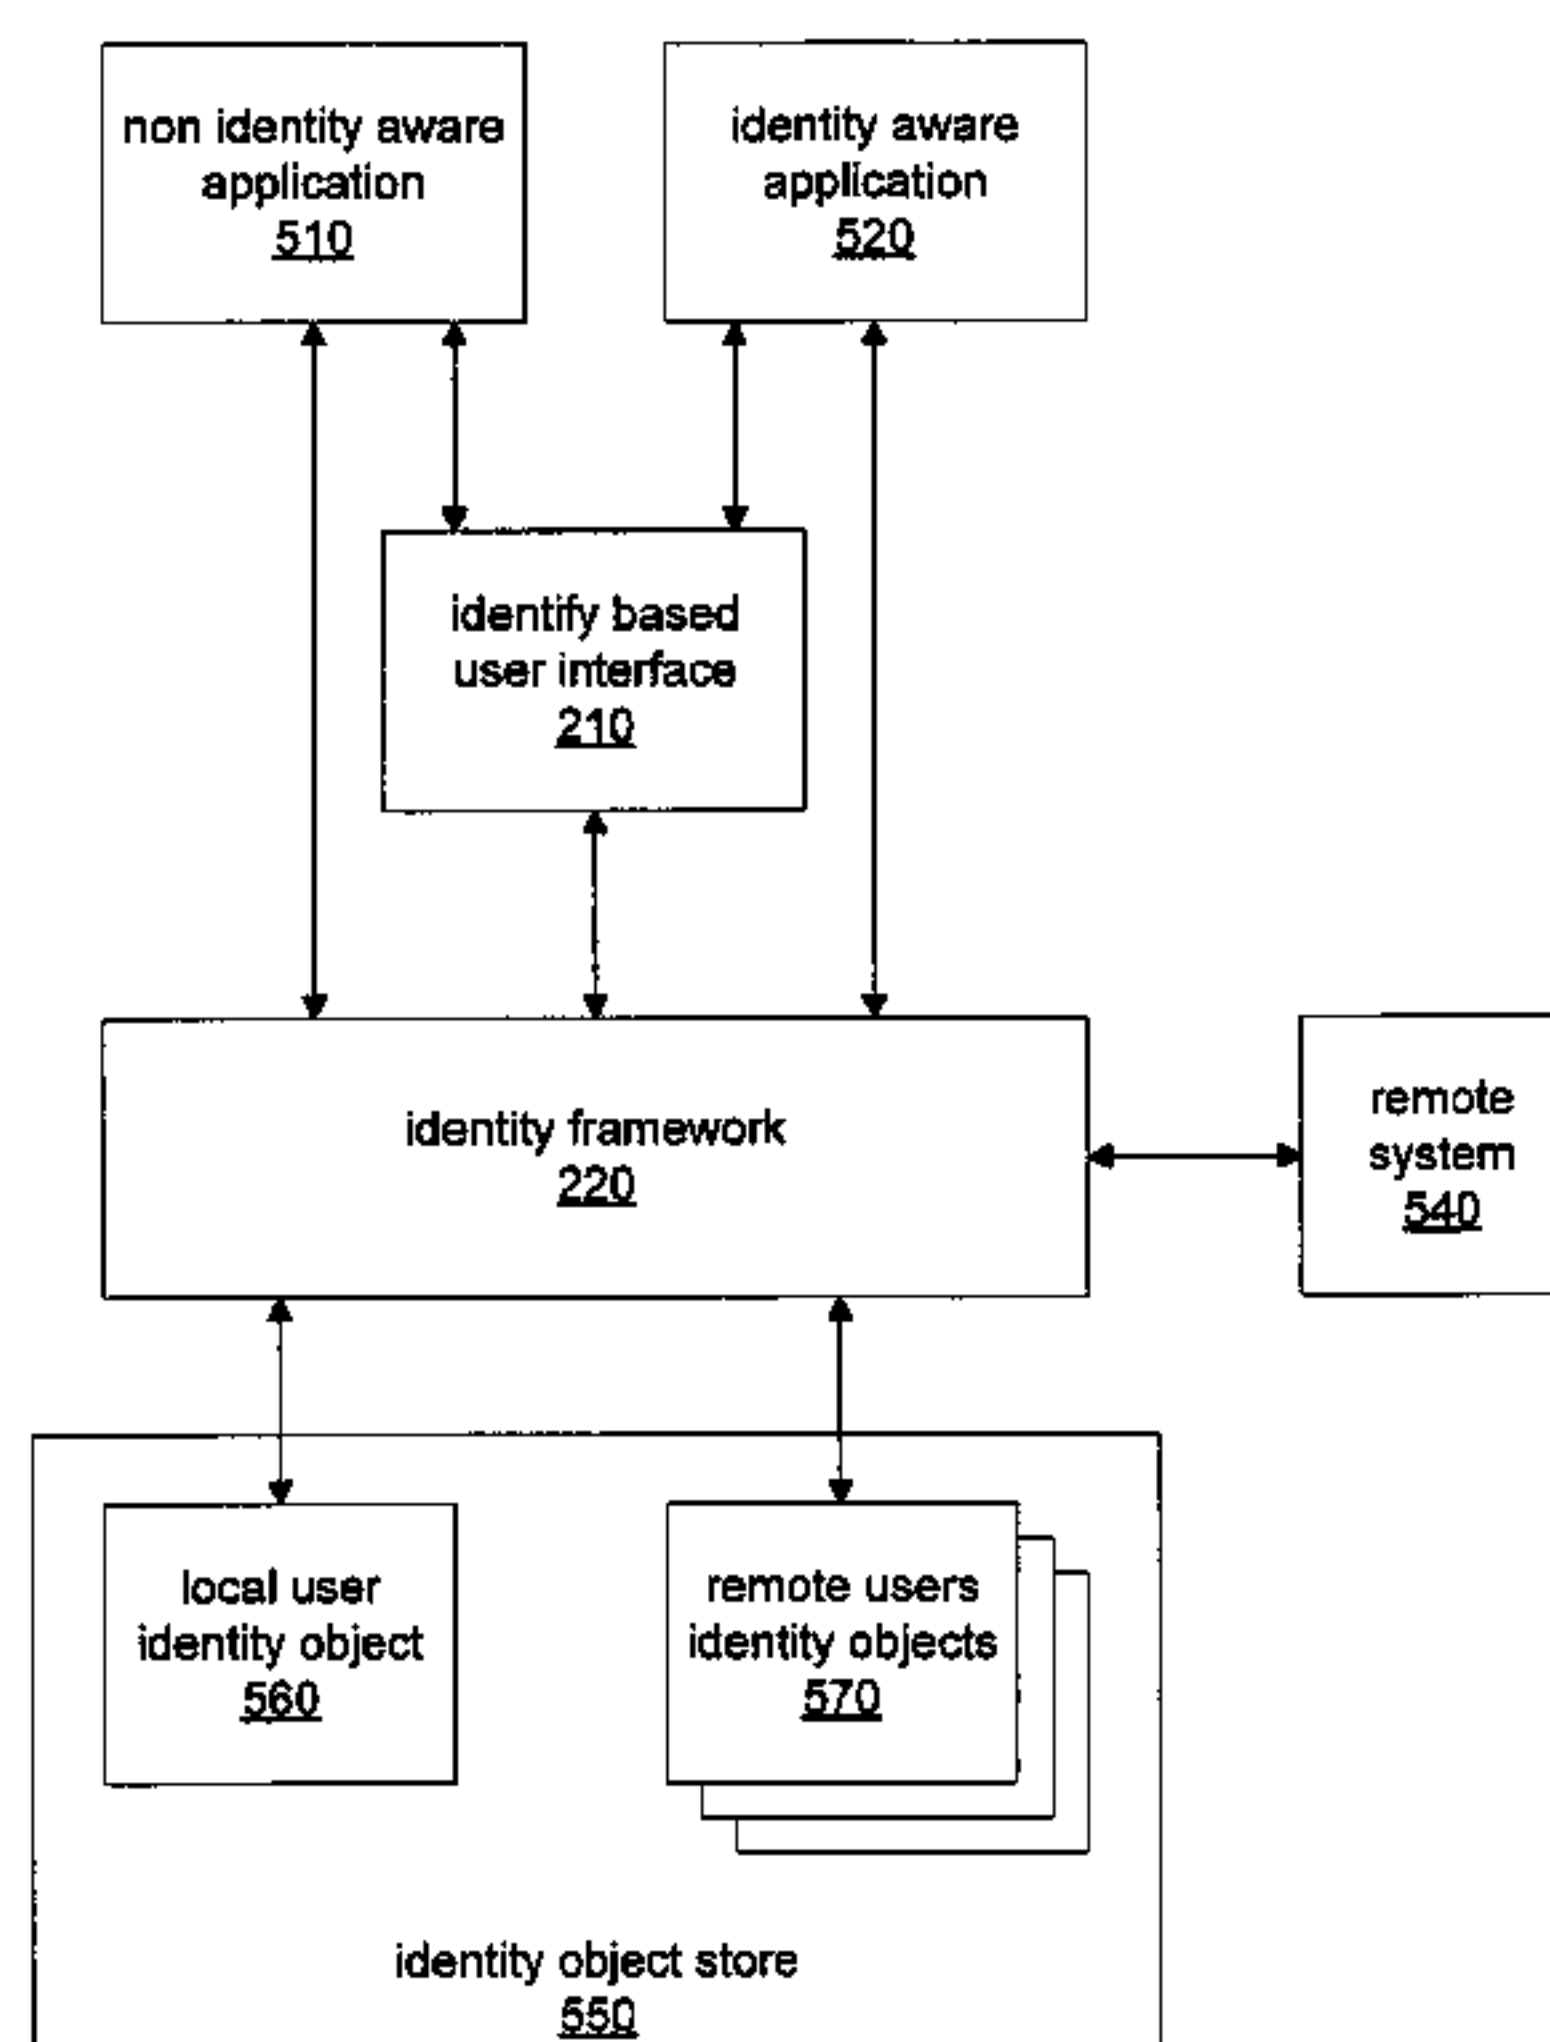 non identity aware
application
510
identity aware
application
520
identify based
user interface
210
identity framework
220
remote
system
540
local user
identity object
560
remote users
identity objects
570
identity object store
550